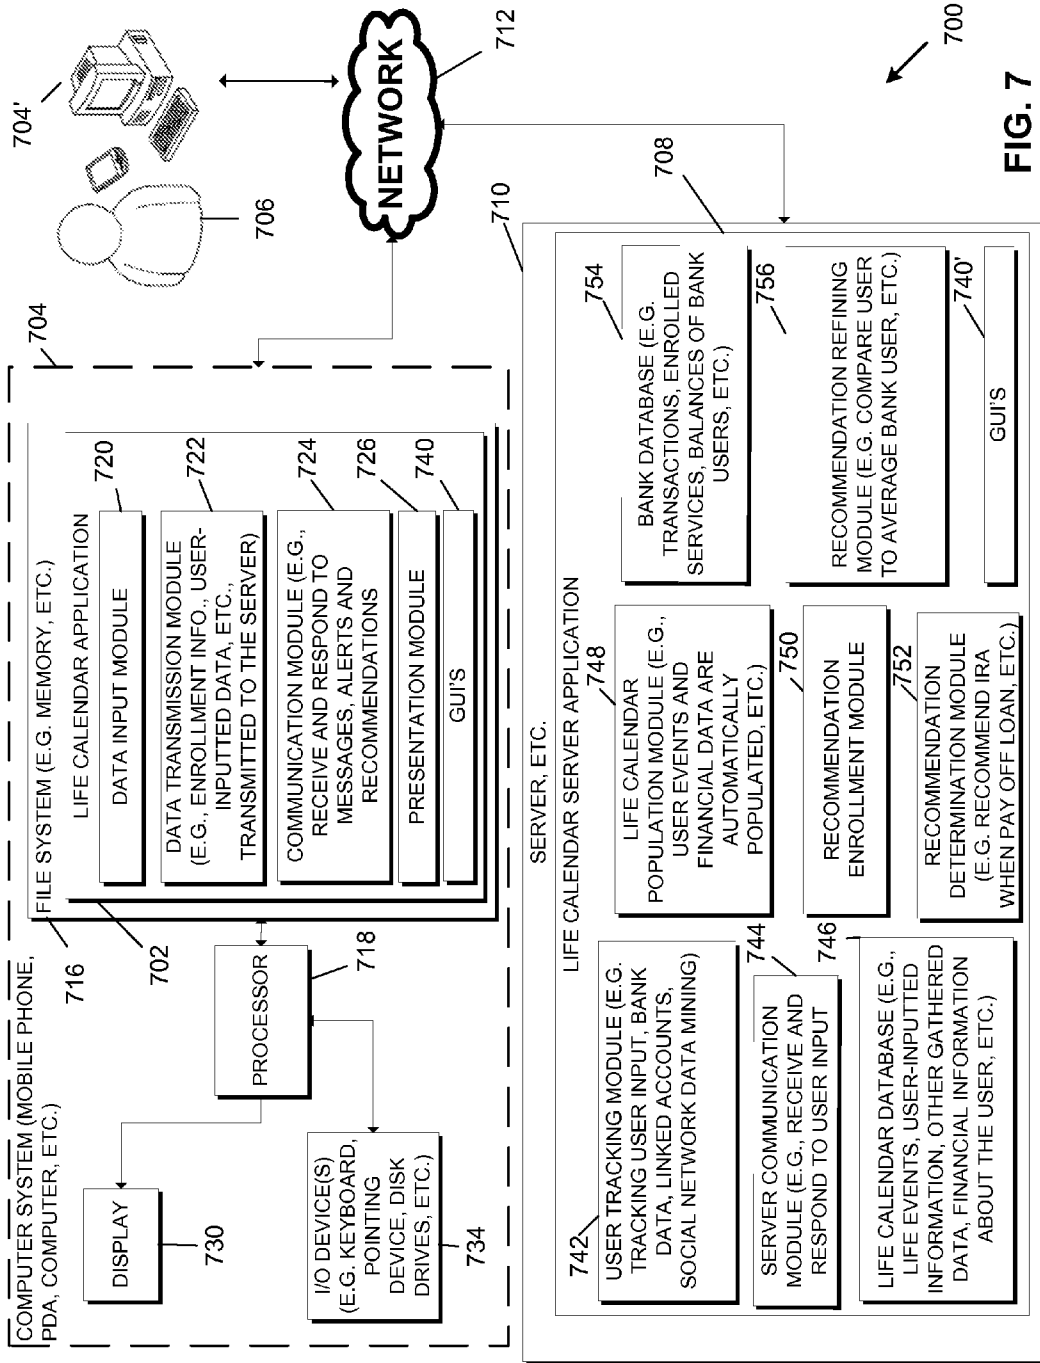 COMPUTER SYSTEM (MOBILE PHONE,
PDA, COMPUTER, ETC.)
704
716
FILE SYSTEM (E.G. MEMORY, ETC.)
702
LIFE CALENDAR APPLICATION
DATA INPUT MODULE
720
DATA TRANSMISSION MODULE
(E.G., ENROLLMENT INFO., USER-
INPUTTED DATA, ETC.,
TRANSMITTED TO THE SERVER)
722
COMMUNICATION MODULE (E.G.,
RECEIVE AND RESPOND TO
MESSAGES, ALERTS AND
RECOMMENDATIONS
724
PRESENTATION MODULE
726
GUI'S
740
DISPLAY
730
PROCESSOR
718
I/O DEVICE(S)
(E.G. KEYBOARD,
POINTING
DEVICE, DISK
DRIVES, ETC.)
734
704'
706
NETWORK
712
SERVER, ETC.
710
LIFE CALENDAR SERVER APPLICATION
708
742
USER TRACKING MODULE (E.G.
TRACKING USER INPUT, BANK
DATA, LINKED ACCOUNTS,
SOCIAL NETWORK DATA MINING)
744
SERVER COMMUNICATION
MODULE (E.G., RECEIVE AND
RESPOND TO USER INPUT
746
LIFE CALENDAR DATABASE (E.G.,
LIFE EVENTS, USER-INPUTTED
INFORMATION, OTHER GATHERED
DATA, FINANCIAL INFORMATION
ABOUT THE USER, ETC.)
748
LIFE CALENDAR
POPULATION MODULE (E.G.,
USER EVENTS AND
FINANCIAL DATA ARE
AUTOMATICALLY
POPULATED, ETC.)
750
RECOMMENDATION
ENROLLMENT MODULE
752
RECOMMENDATION
DETERMINATION MODULE
(E.G. RECOMMEND IRA
WHEN PAY OFF LOAN, ETC.)
754
BANK DATABASE (E.G.
TRANSACTIONS, ENROLLED
SERVICES, BALANCES OF BANK
USERS, ETC.)
756
RECOMMENDATION REFINING
MODULE (E.G. COMPARE USER
TO AVERAGE BANK USER, ETC.)
740'
GUI'S
700
FIG. 7